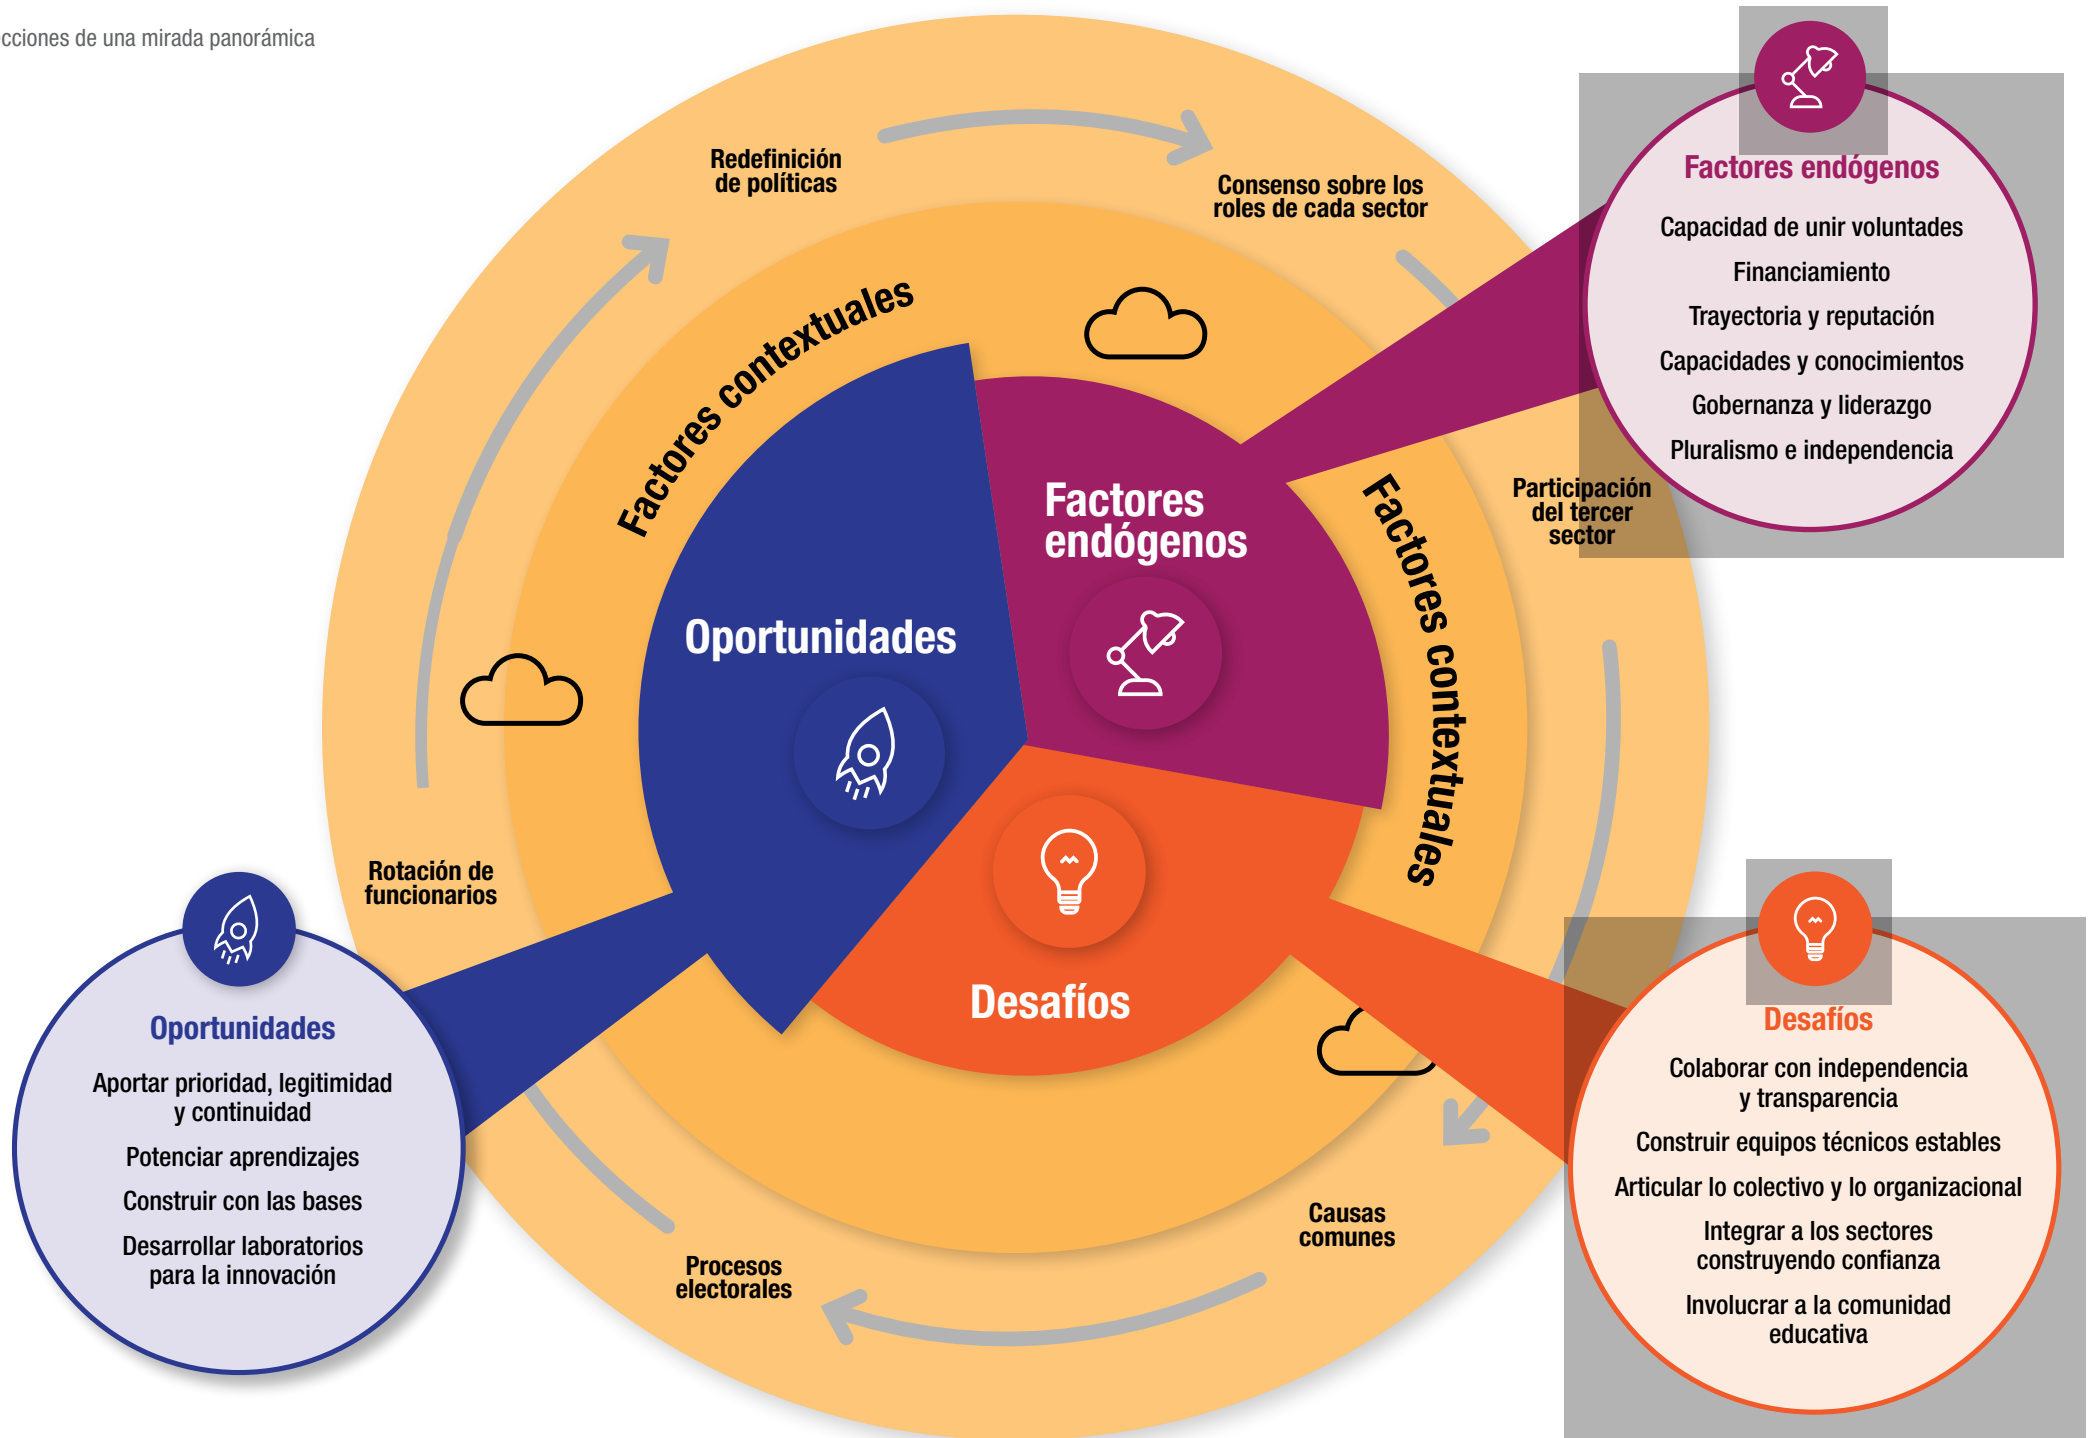 cciones de una mirada panorámica
Redefinición
de políticas
Consenso sobre los
roles de cada sector
Participación
del tercer
sector
Causas
comunes
Procesos
electorales
Rotación de
funcionarios
Factores contextuales
Factores contextuales
Oportunidades
Factores
endógenos
Desafíos
Factores endógenos
Capacidad de unir voluntades
Financiamiento
Trayectoria y reputación
Capacidades y conocimientos
Gobernanza y liderazgo
Pluralismo e independencia
Oportunidades
Aportar prioridad, legitimidad
y continuidad
Potenciar aprendizajes
Construir con las bases
Desarrollar laboratorios
para la innovación
Desafíos
Colaborar con independencia
y transparencia
Construir equipos técnicos estables
Articular lo colectivo y lo organizacional
Integrar a los sectores
construyendo confianza
Involucrar a la comunidad
educativa